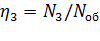 η₃ = N₃/Nоб